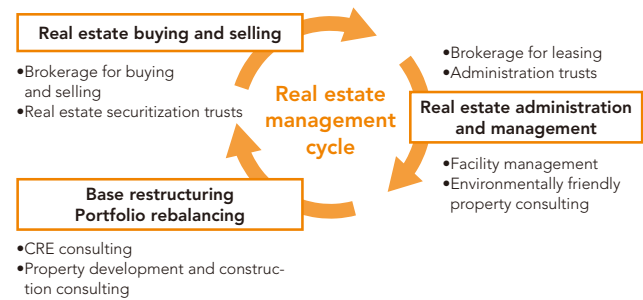 Real estate buying and selling
•Brokerage for buying
and selling
•Real estate securitization trusts
Real estate
management
cycle
•Brokerage for leasing
•Administration trusts
Real estate administration
and management
•Facility management
•Environmentally friendly
property consulting
Base restructuring
Portfolio rebalancing
•CRE consulting
•Property development and construc-
tion consulting